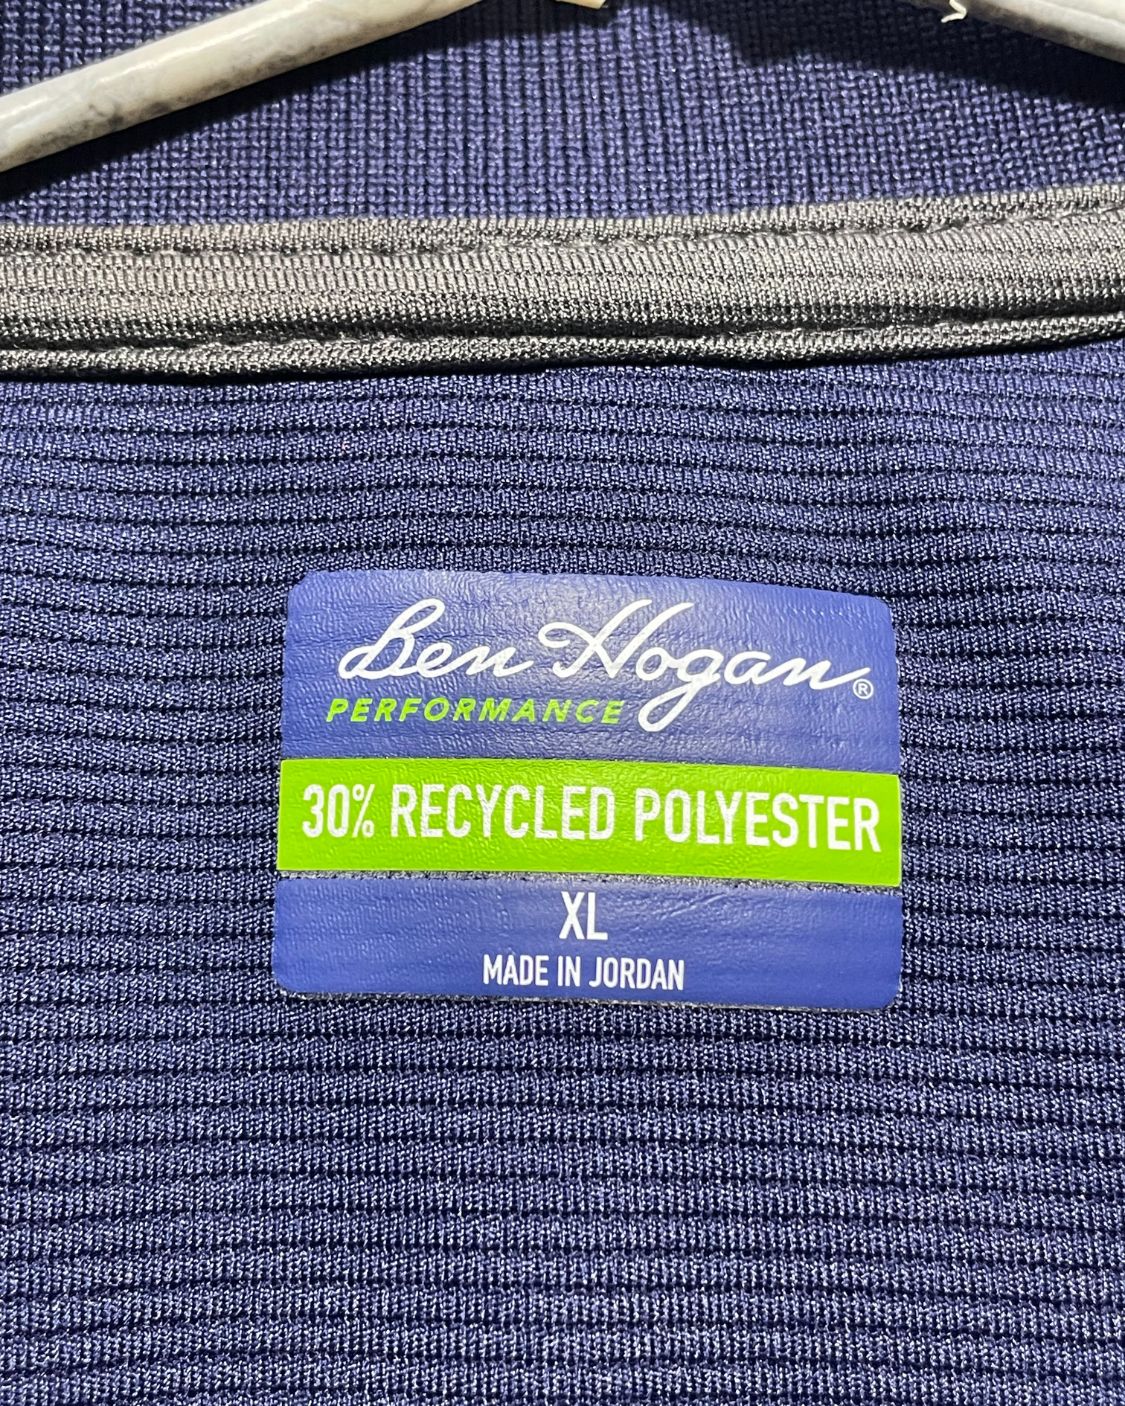 Ben Hogan®
PERFORMANCE
30% RECYCLED POLYESTER
XL
MADE IN JORDAN